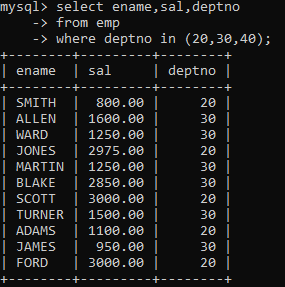 mysql> select ename,sal,deptno
    -> from emp
    -> where deptno in (20,30,40);
+--------+---------+--------+
| ename  | sal     | deptno |
+--------+---------+--------+
| SMITH  |  800.00 |     20 |
| ALLEN  | 1600.00 |     30 |
| WARD   | 1250.00 |     30 |
| JONES  | 2975.00 |     20 |
| MARTIN | 1250.00 |     30 |
| BLAKE  | 2850.00 |     30 |
| SCOTT  | 3000.00 |     20 |
| TURNER | 1500.00 |     30 |
| ADAMS  | 1100.00 |     20 |
| JAMES  |  950.00 |     30 |
| FORD   | 3000.00 |     20 |
+--------+---------+--------+